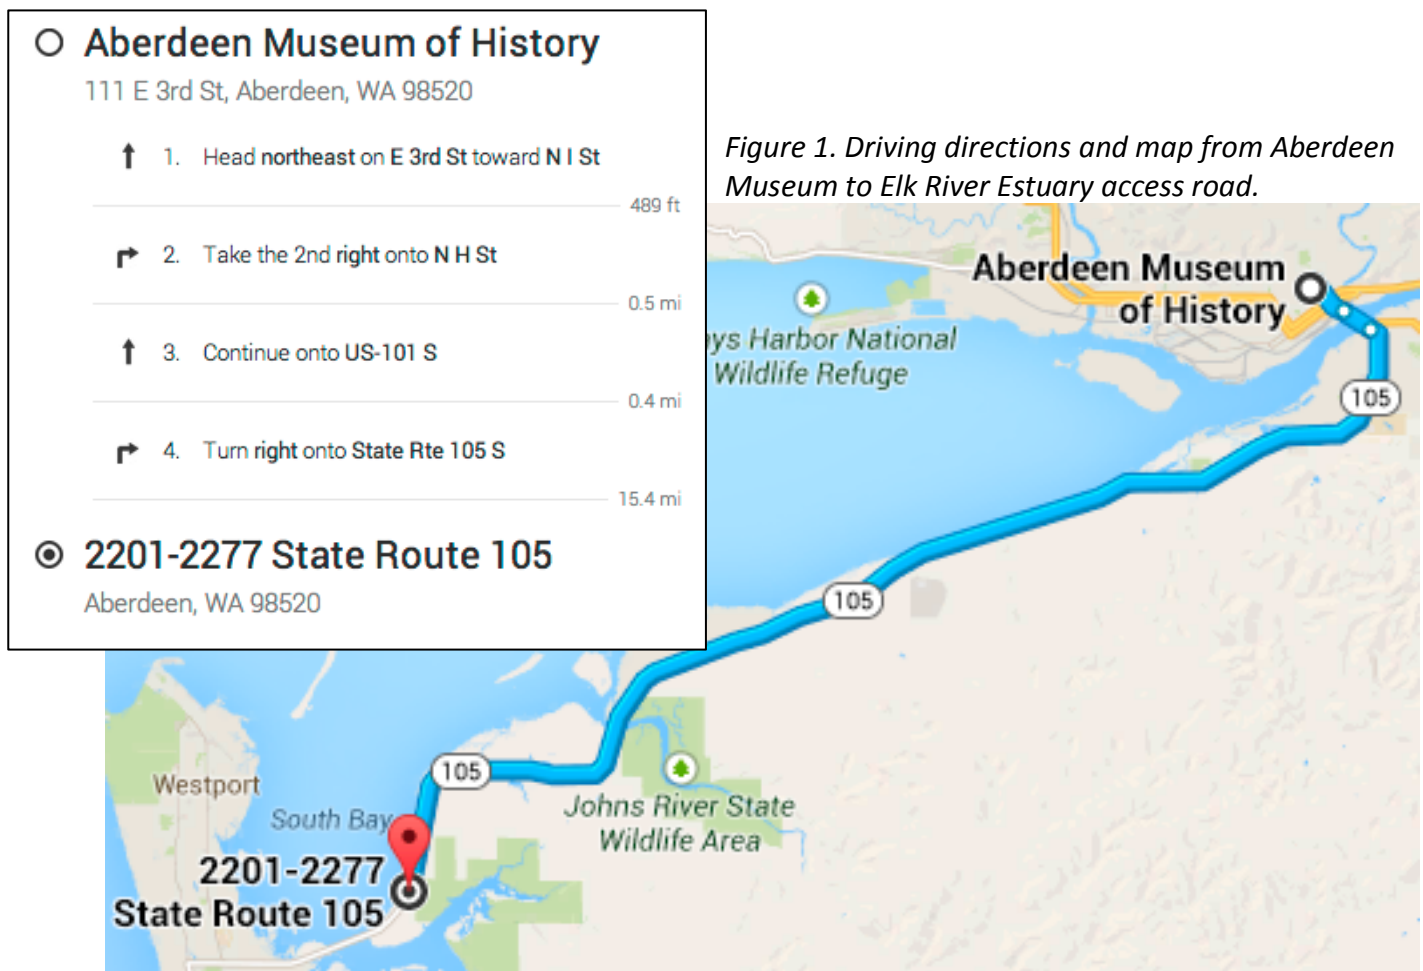 Aberdeen Museum of History
111 E 3rd St, Aberdeen, WA 98520
1. Head northeast on E 3rd St toward N I St
489 ft
2. Take the 2nd right onto N H St
0.5 mi
3. Continue onto US-101 S
0.4 mi
4. Turn right onto State Rte 105 S
15.4 mi
2201-2277 State Route 105
Aberdeen, WA 98520
Figure 1. Driving directions and map from Aberdeen
Museum to Elk River Estuary access road.
Aberdeen Museum
of History
ys Harbor National
Wildlife Refuge
105
105
105
Westport
South Bay
Johns River State
Wildlife Area
2201-2277
State Route 105